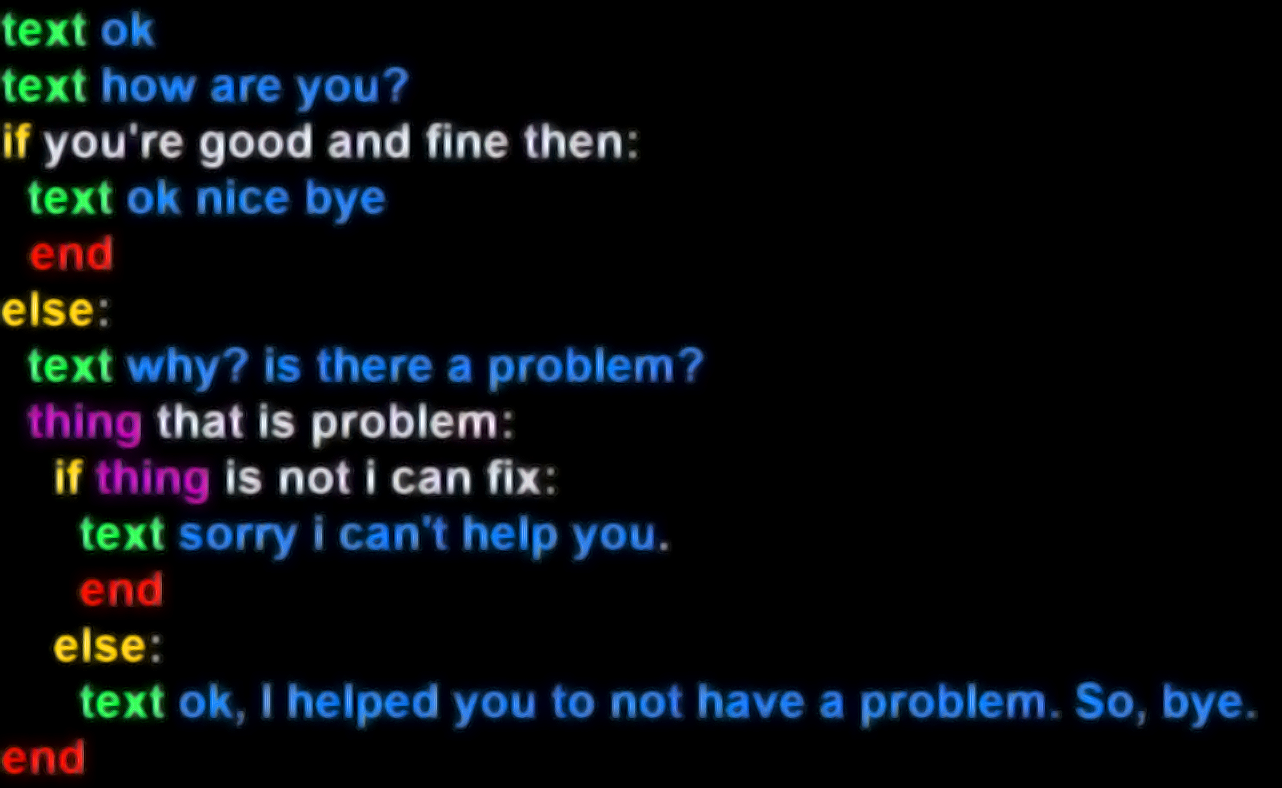 text ok
text how are you?
if you're good and fine then:
text ok nice bye
end
else:
text why? is there a problem?
thing that is problem:
if thing is not i can fix:
text sorry i can't help you.
end
else:
text ok, I helped you to not have a problem. So, bye.
end